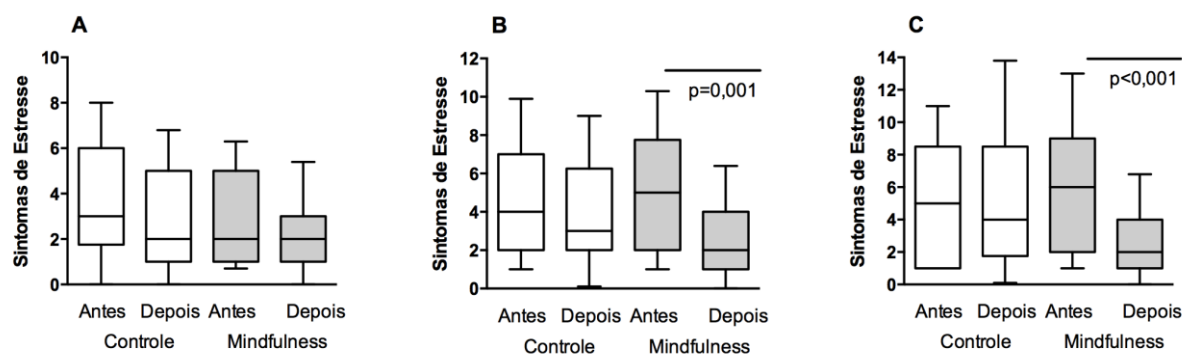 A
Sintomas de Estresse
10
8
6
4
2
0
Antes Depois Antes Depois
Controle Mindfulness
B
Sintomas de Estresse
12
10
8
6
4
2
0
p=0,001
Antes Depois Antes Depois
Controle Mindfulness
C
Sintomas de Estresse
14
12
10
8
6
4
2
0
p<0,001
Antes Depois Antes Depois
Controle Mindfulness